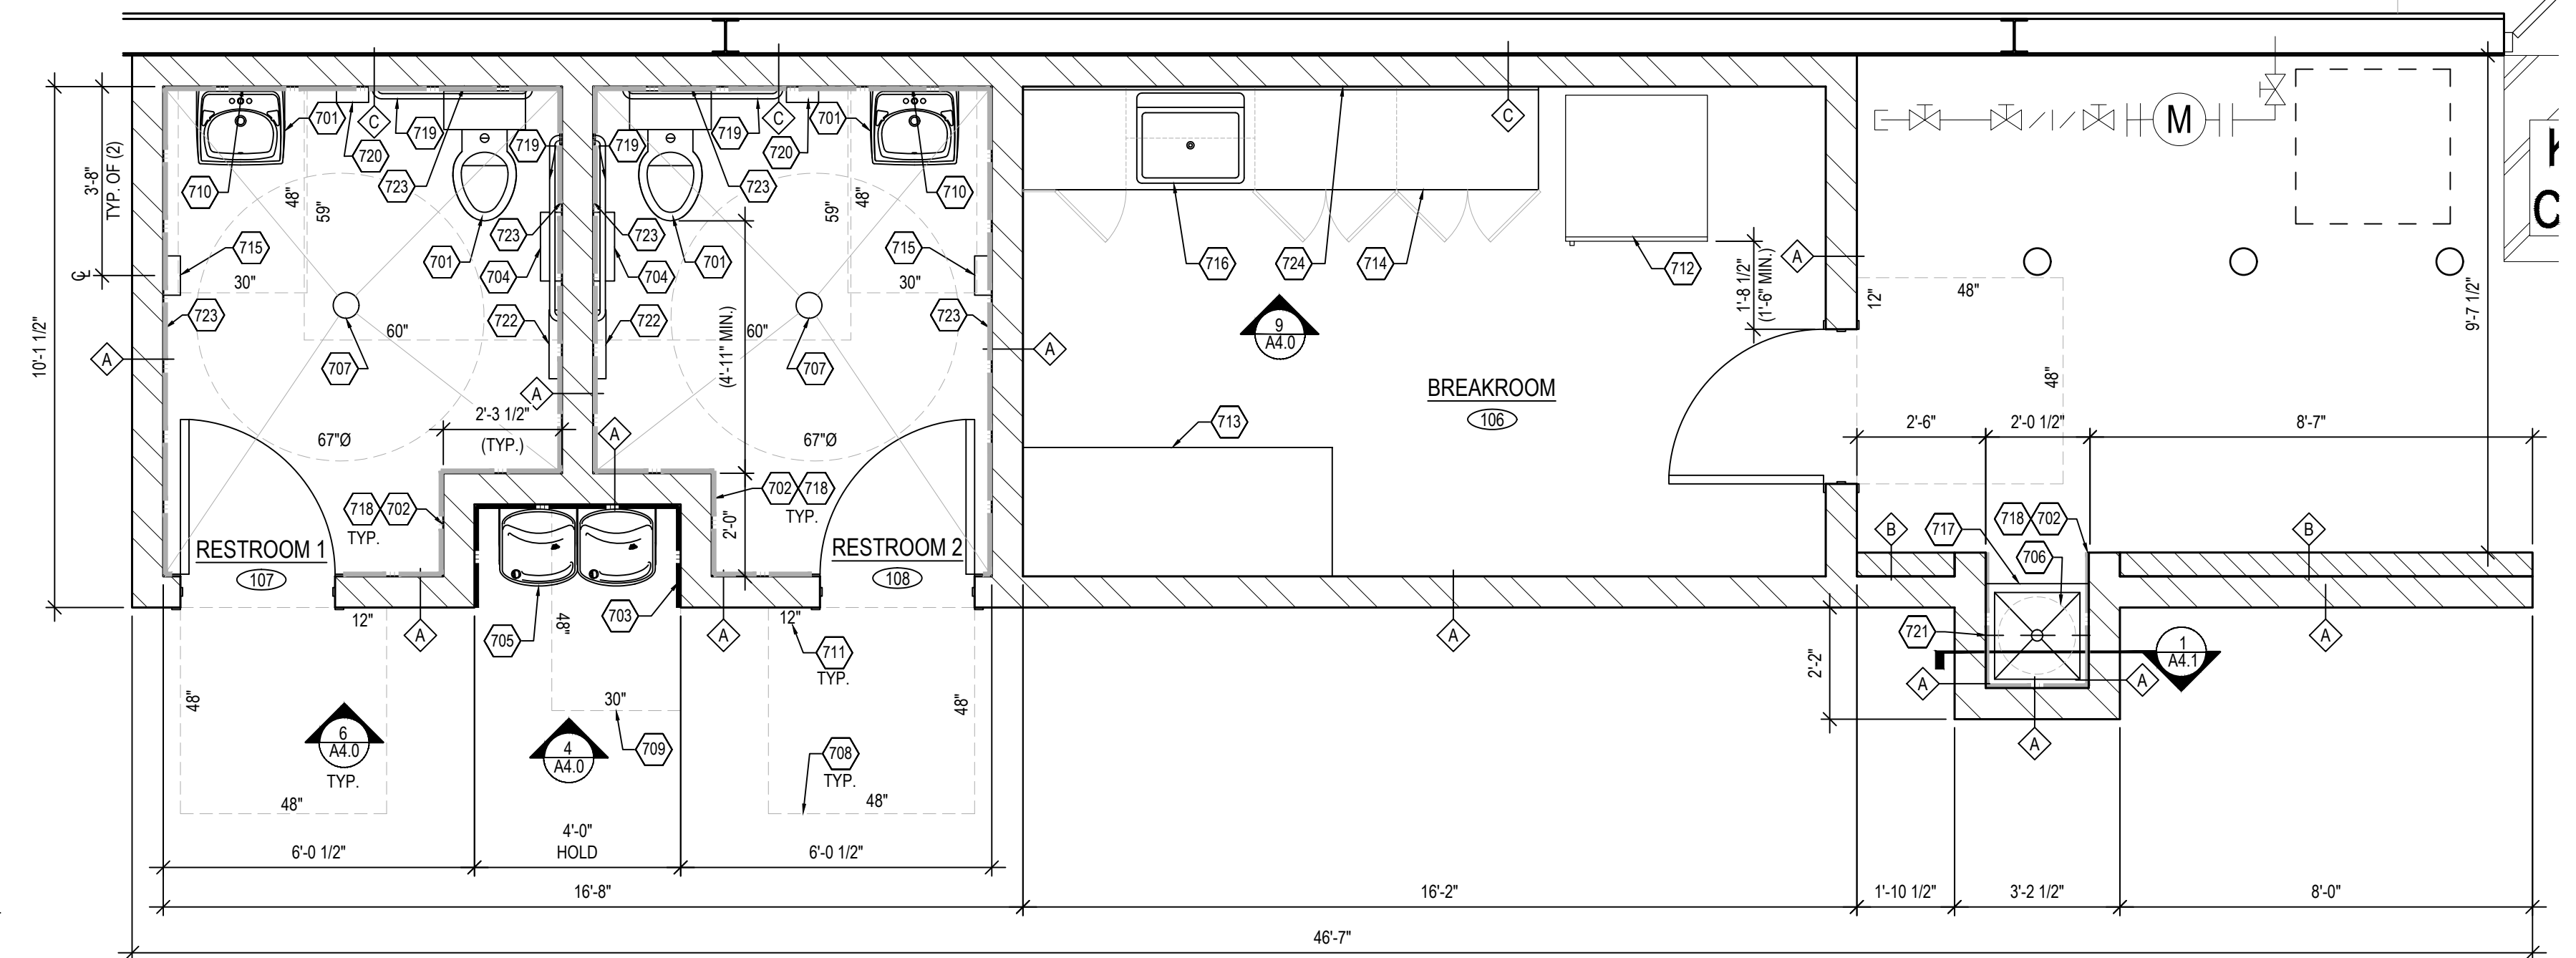 C
C
C
M
K
C
701
719
719
719
719
701
720
720
710
723
723
710
3'-8"
TYP. OF (2)
48"
59"
59"
48"
715
701
723
704
723
704
701
715
716
724
714
712
A
1'-8 1/2"
(1'-6" MIN.)
12"
48"
9'-7 1/2"
℄
30"
30"
723
60"
722
722
60"
723
9
A4.0
10'-1 1/2"
A
707
(4'-11" MIN.)
707
A
A
BREAKROOM
106
48"
2'-3 1/2"
(TYP.)
67"Ø
A
67"Ø
713
2'-6"
2'-0 1/2"
8'-7"
718
702
TYP.
702
718
TYP.
2'-0"
RESTROOM 1
107
RESTROOM 2
108
B
717
718
702
706
B
12"
A
705
48"
703
A
12"
711
TYP.
A
2'-2"
721
1
A4.1
A
A
A
A
48"
30"
48"
6
A4.0
TYP.
4
A4.0
709
708
TYP.
48"
48"
6'-0 1/2"
4'-0"
HOLD
6'-0 1/2"
16'-8"
16'-2"
1'-10 1/2"
3'-2 1/2"
8'-0"
46'-7"